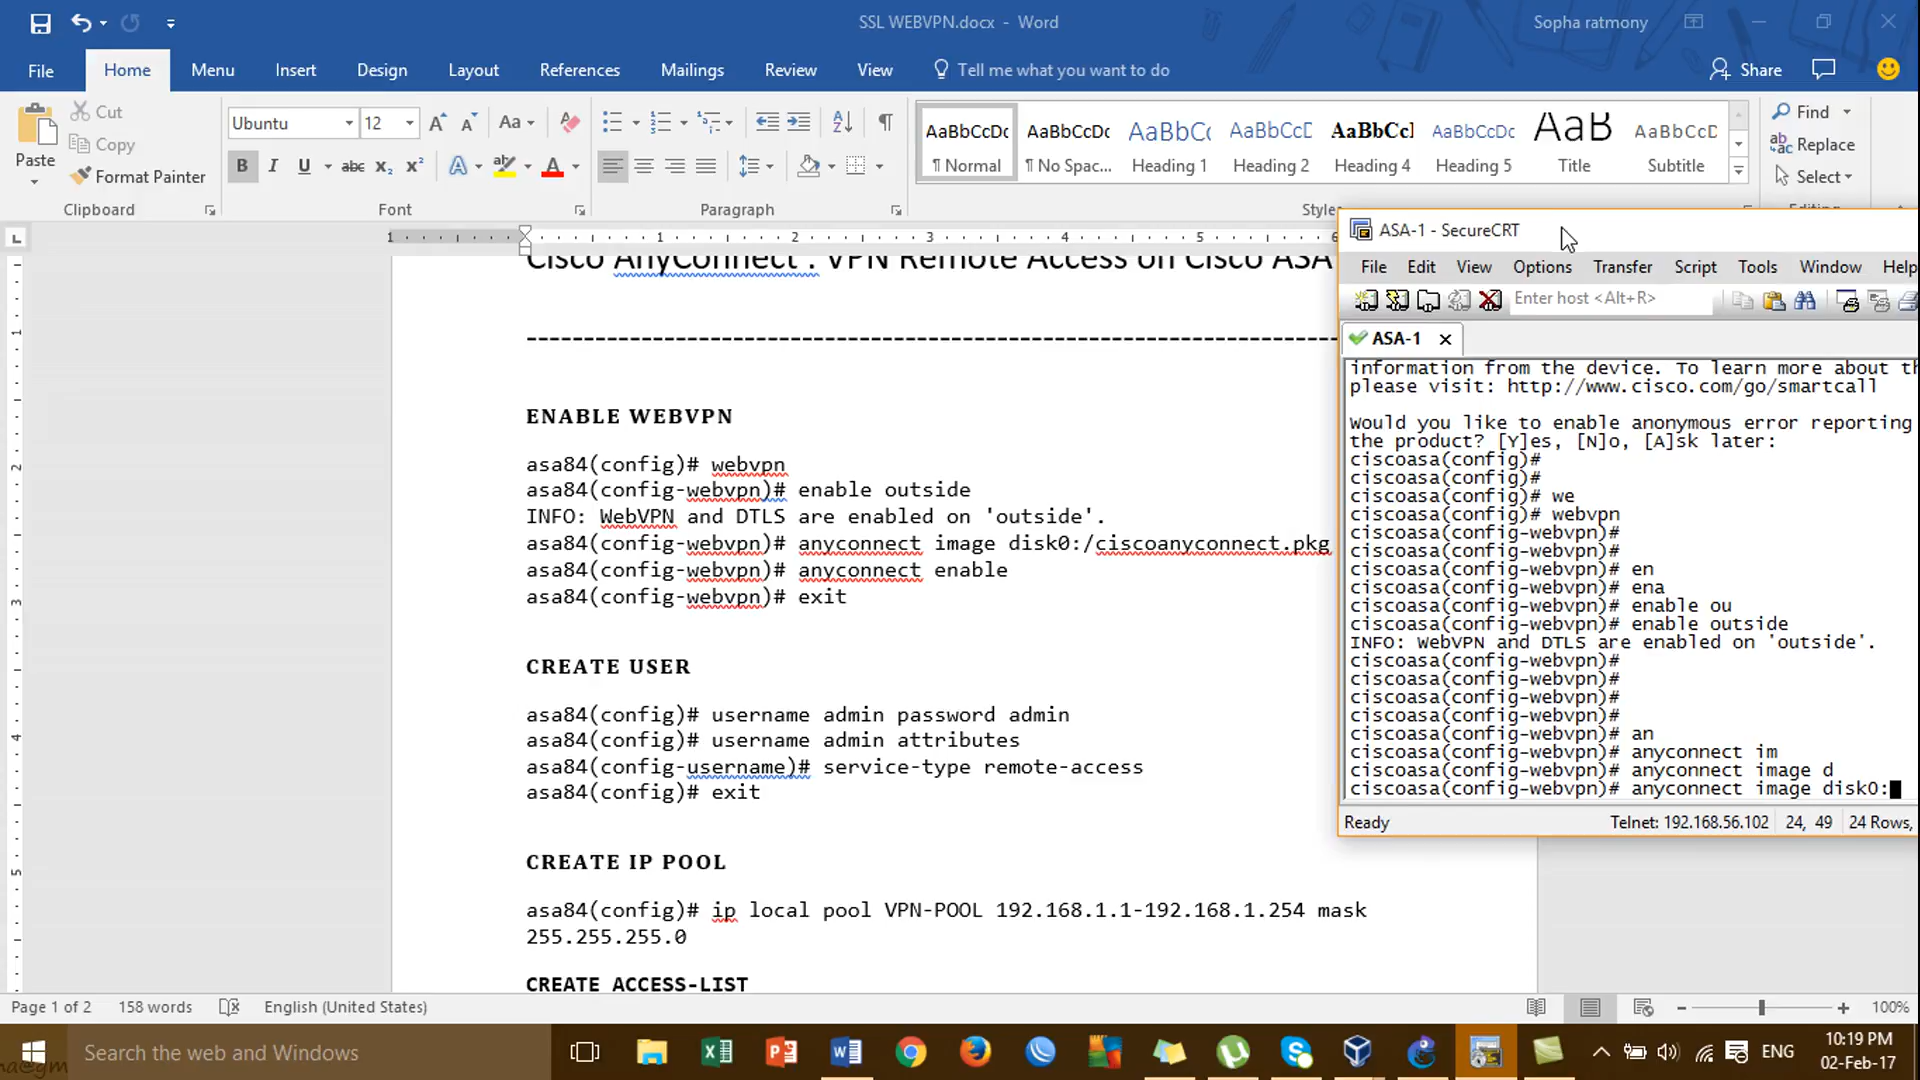 SSL WEBVPN.docx - Word
Sopha ratmony
File
Home
Menu
Insert
Design
Layout
References
Mailings
Review
View
Tell me what you want to do
Share
Cut
Copy
Format Painter
Paste
Clipboard
Ubuntu
12
Font
Paragraph
AaBbCcDc
¶ Normal
AaBbCcDc
¶ No Spac...
AaBbC
Heading 1
AaBbCcD
Heading 2
AaBbCc
Heading 4
AaBbCcDc
Heading 5
AaB
Title
AaBbCcD
Subtitle
Styles
Find
Replace
Select
Cisco AnyConnect : VPN Remote Access on Cisco ASA
--------------------------------------------------------------------
ENABLE WEBVPN
asa84(config)# webvpn
asa84(config-webvpn)# enable outside
INFO: WebVPN and DTLS are enabled on 'outside'.
asa84(config-webvpn)# anyconnect image disk0:/ciscoanyconnect.pkg
asa84(config-webvpn)# anyconnect enable
asa84(config-webvpn)# exit
CREATE USER
asa84(config)# username admin password admin
asa84(config)# username admin attributes
asa84(config-username)# service-type remote-access
asa84(config)# exit
CREATE IP POOL
asa84(config)# ip local pool VPN-POOL 192.168.1.1-192.168.1.254 mask
255.255.255.0
CREATE ACCESS-LIST
ASA-1 - SecureCRT
File Edit View Options Transfer Script Tools Window Help
Enter host <Alt+R>
ASA-1
information from the device. To learn more about th
please visit: http://www.cisco.com/go/smartcall
Would you like to enable anonymous error reporting
the product? [Y]es, [N]o, [A]sk later:
ciscoasa(config)#
ciscoasa(config)#
ciscoasa(config)# we
ciscoasa(config)# webvpn
ciscoasa(config-webvpn)#
ciscoasa(config-webvpn)#
ciscoasa(config-webvpn)# en
ciscoasa(config-webvpn)# ena
ciscoasa(config-webvpn)# enable ou
ciscoasa(config-webvpn)# enable outside
INFO: WebVPN and DTLS are enabled on 'outside'.
ciscoasa(config-webvpn)#
ciscoasa(config-webvpn)#
ciscoasa(config-webvpn)#
ciscoasa(config-webvpn)#
ciscoasa(config-webvpn)# an
ciscoasa(config-webvpn)# anyconnect im
ciscoasa(config-webvpn)# anyconnect image d
ciscoasa(config-webvpn)# anyconnect image disk0:
Ready
Telnet: 192.168.56.102
24, 49
24 Rows,
Page 1 of 2
158 words
English (United States)
100%
Search the web and Windows
ENG
10:19 PM
02-Feb-17